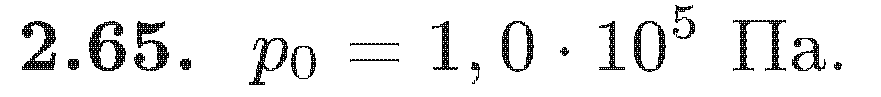 2.65. p₀ = 1,0 · 10⁵ Па.